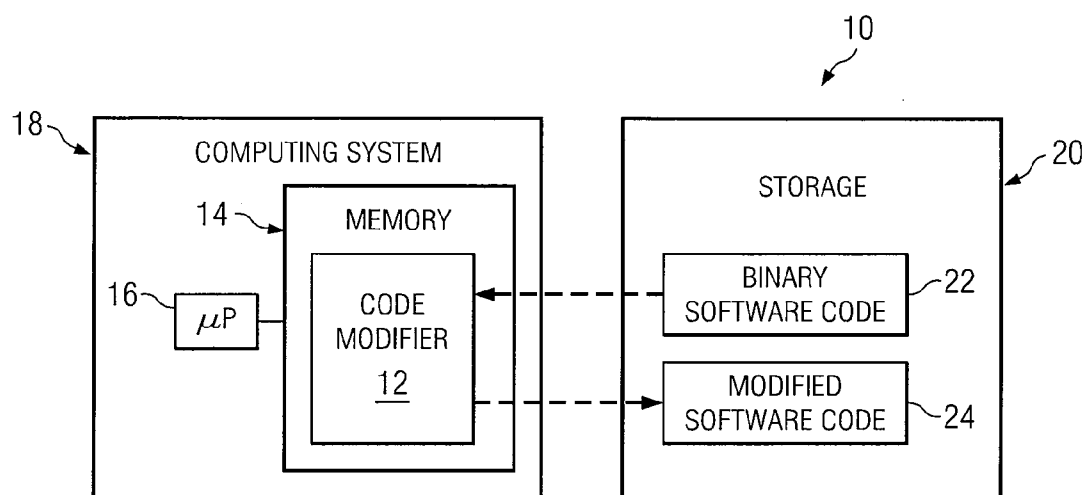 10
18
COMPUTING SYSTEM
20
STORAGE
14
MEMORY
16
μP
CODE
MODIFIER
12
BINARY
SOFTWARE CODE
22
MODIFIED
SOFTWARE CODE
24